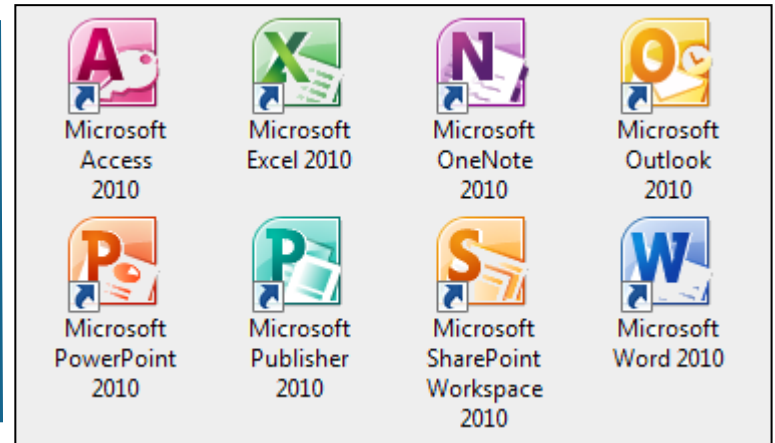 A
X
N
O
Microsoft
Access
2010
Microsoft
Excel 2010
Microsoft
OneNote
2010
Microsoft
Outlook
2010
P
P
S
W
Microsoft
PowerPoint
2010
Microsoft
Publisher
2010
Microsoft
SharePoint
Workspace
2010
Microsoft
Word 2010